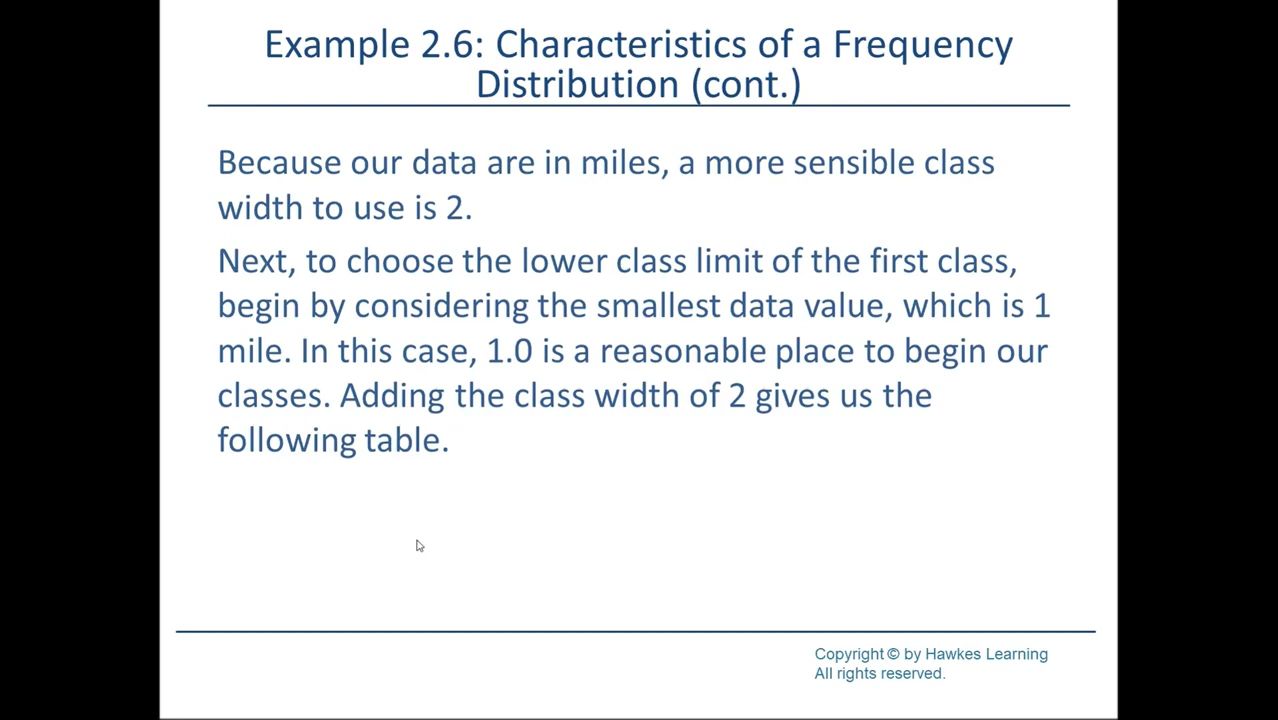 Example 2.6: Characteristics of a Frequency
Distribution (cont.)
Because our data are in miles, a more sensible class
width to use is 2.
Next, to choose the lower class limit of the first class,
begin by considering the smallest data value, which is 1
mile. In this case, 1.0 is a reasonable place to begin our
classes. Adding the class width of 2 gives us the
following table.
Copyright © by Hawkes Learning
All rights reserved.